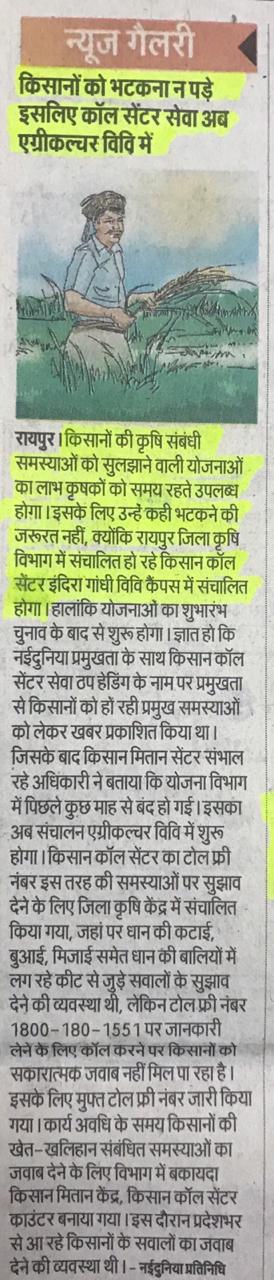 न्यूज गैलरी
किसानों को भटकना न पड़े
इसलिए कॉल सेंटर सेवा अब
एग्रीकल्चर विवि में
रायपुर। किसानों की कृषि संबंधी
समस्याओं को सुलझाने वाली योजनाओं
का लाभ कृषकों को समय रहते उपलब्ध
होगा। इसके लिए उन्हें कही भटकने की
जरूरत नहीं, क्योंकि रायपुर जिला कृषि
विभाग में संचालित हो रहे किसान कॉल
सेंटर इंदिरा गांधी विवि कैंपस में संचालित
होगा। हालांकि योजनाओं का शुभारंभ
चुनाव के बाद से शुरू होगा। ज्ञात हो कि
नईदुनिया प्रमुखता के साथ किसान कॉल
सेंटर सेवा ठप हेडिंग के नाम पर प्रमुखता
से किसानों को हो रही प्रमुख समस्याओं
को लेकर खबर प्रकाशित किया था।
जिसके बाद किसान मितान सेंटर संभाल
रहे अधिकारी ने बताया कि योजना विभाग
में पिछले कुछ माह से बंद हो गई। इसका
अब संचालन एग्रीकल्चर विवि में शुरू
होगा। किसान कॉल सेंटर का टोल फ्री
नंबर इस तरह की समस्याओं पर सुझाव
देने के लिए जिला कृषि केंद्र में संचालित
किया गया, जहां पर धान की कटाई,
बुआई, मिजाई समेत धान की बालियों में
लग रहे कीट से जुड़े सवालों के सुझाव
देने की व्यवस्था थी, लेकिन टोल फ्री नंबर
1800-180-1551 पर जानकारी
लेने के लिए कॉल करने पर किसानों को
सकारात्मक जवाब नहीं मिल पा रहा है।
इसके लिए मुफ्त टोल फ्री नंबर जारी किया
गया। कार्य अवधि के समय किसानों की
खेत-खलिहान संबंधित समस्याओं का
जवाब देने के लिए विभाग में बकायदा
किसान मितान केंद्र, किसान कॉल सेंटर
काउंटर बनाया गया। इस दौरान प्रदेशभर
से आ रहे किसानों के सवालों का जवाब
देने की व्यवस्था थी। - नईदुनिया प्रतिनिधि